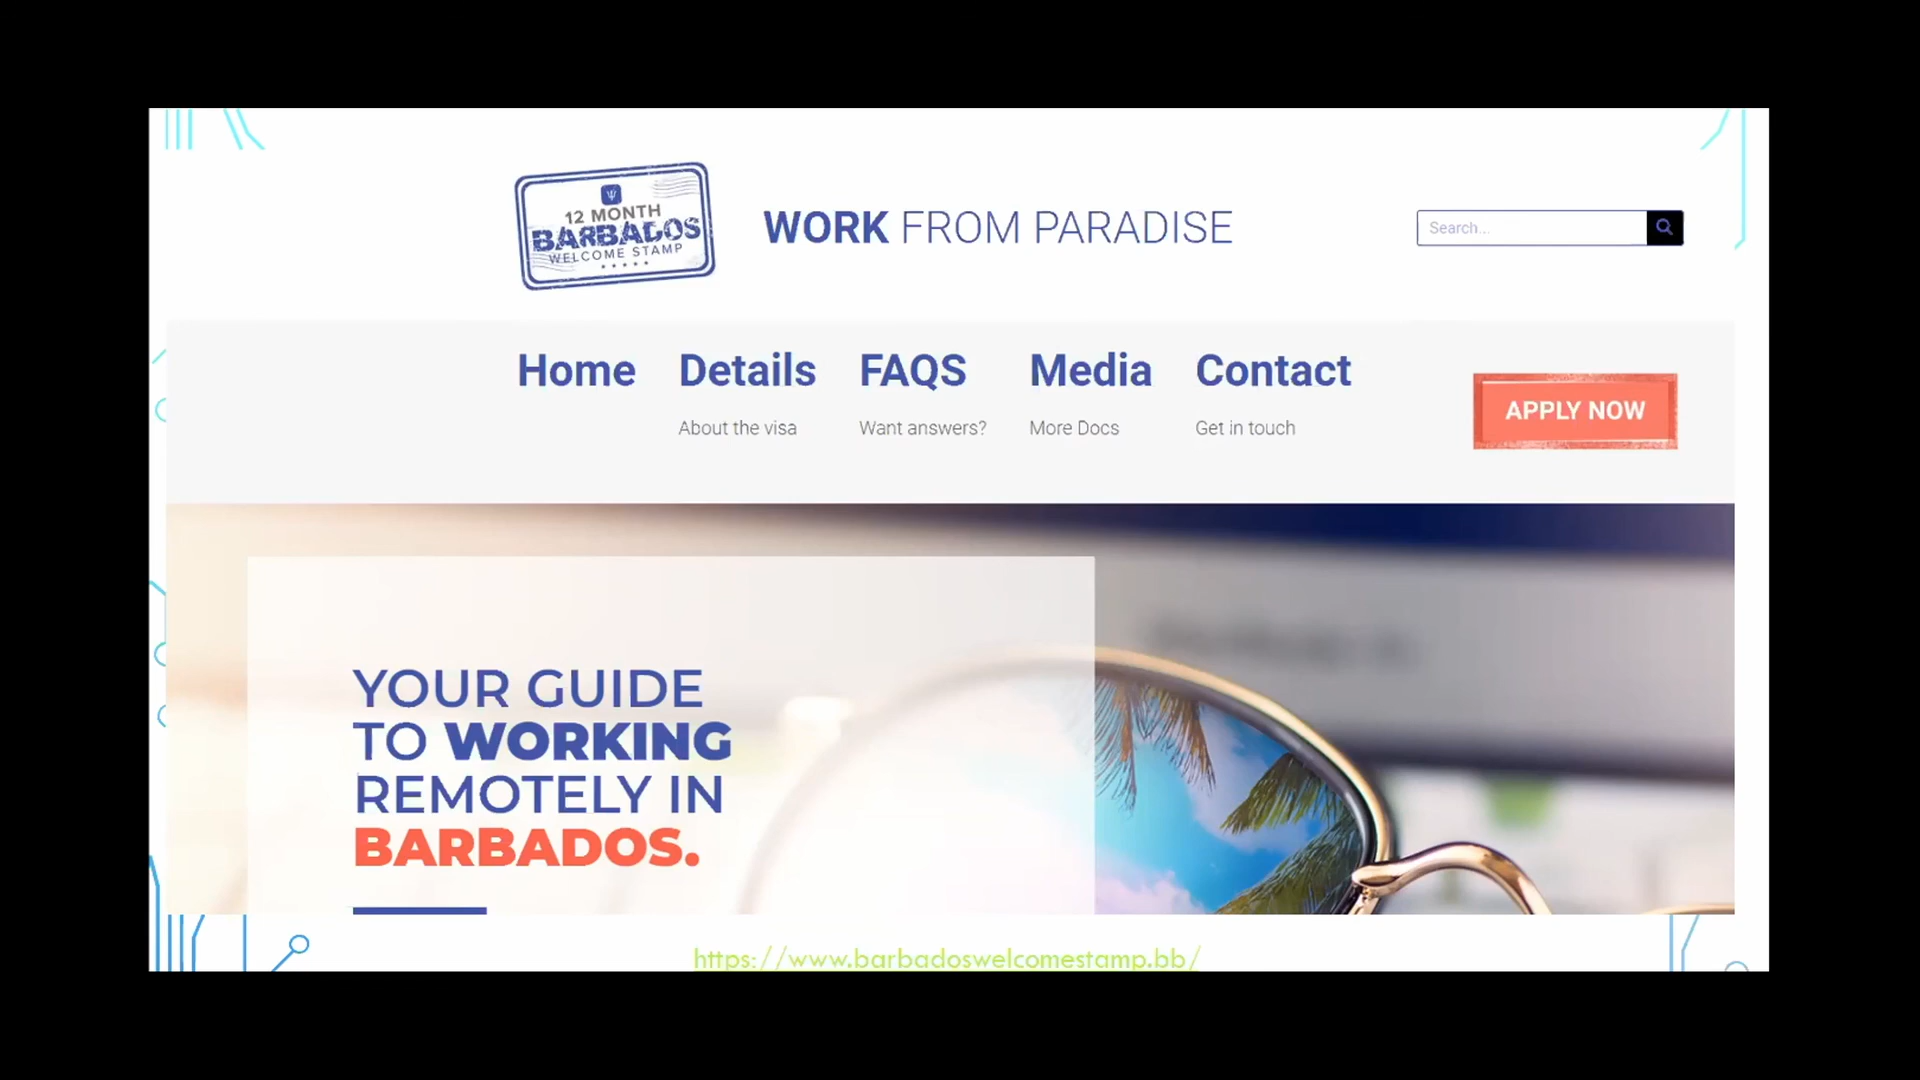 12 MONTH
BARBADOS
WELCOME STAMP
WORK FROM PARADISE
Search...
Home
Details
FAQS
Media
Contact
About the visa
Want answers?
More Docs
Get in touch
APPLY NOW
YOUR GUIDE
TO WORKING
REMOTELY IN
BARBADOS.
https://www.barbadoswelcomestamp.bb/